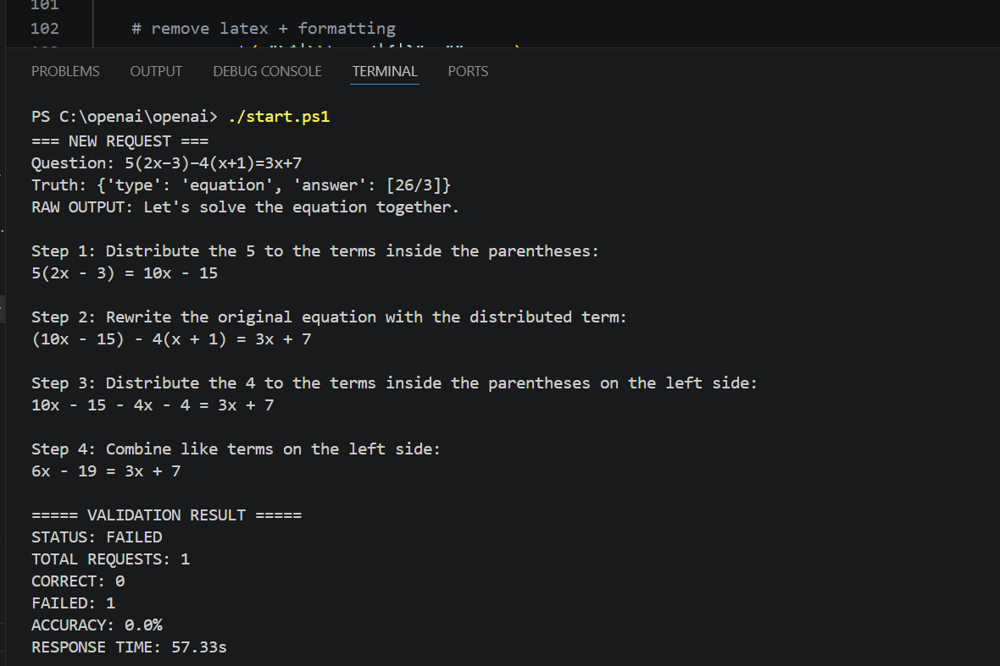 101
102 # remove latex + formatting
PROBLEMS OUTPUT DEBUG CONSOLE TERMINAL PORTS
PS C:\openai\openai> ./start.ps1
=== NEW REQUEST ===
Question: 5(2x−3)−4(x+1)=3x+7
Truth: {'type': 'equation', 'answer': [26/3]}
RAW OUTPUT: Let's solve the equation together.
Step 1: Distribute the 5 to the terms inside the parentheses:
5(2x - 3) = 10x - 15
Step 2: Rewrite the original equation with the distributed term:
(10x - 15) - 4(x + 1) = 3x + 7
Step 3: Distribute the 4 to the terms inside the parentheses on the left side:
10x - 15 - 4x - 4 = 3x + 7
Step 4: Combine like terms on the left side:
6x - 19 = 3x + 7
===== VALIDATION RESULT =====
STATUS: FAILED
TOTAL REQUESTS: 1
CORRECT: 0
FAILED: 1
ACCURACY: 0.0%
RESPONSE TIME: 57.33s